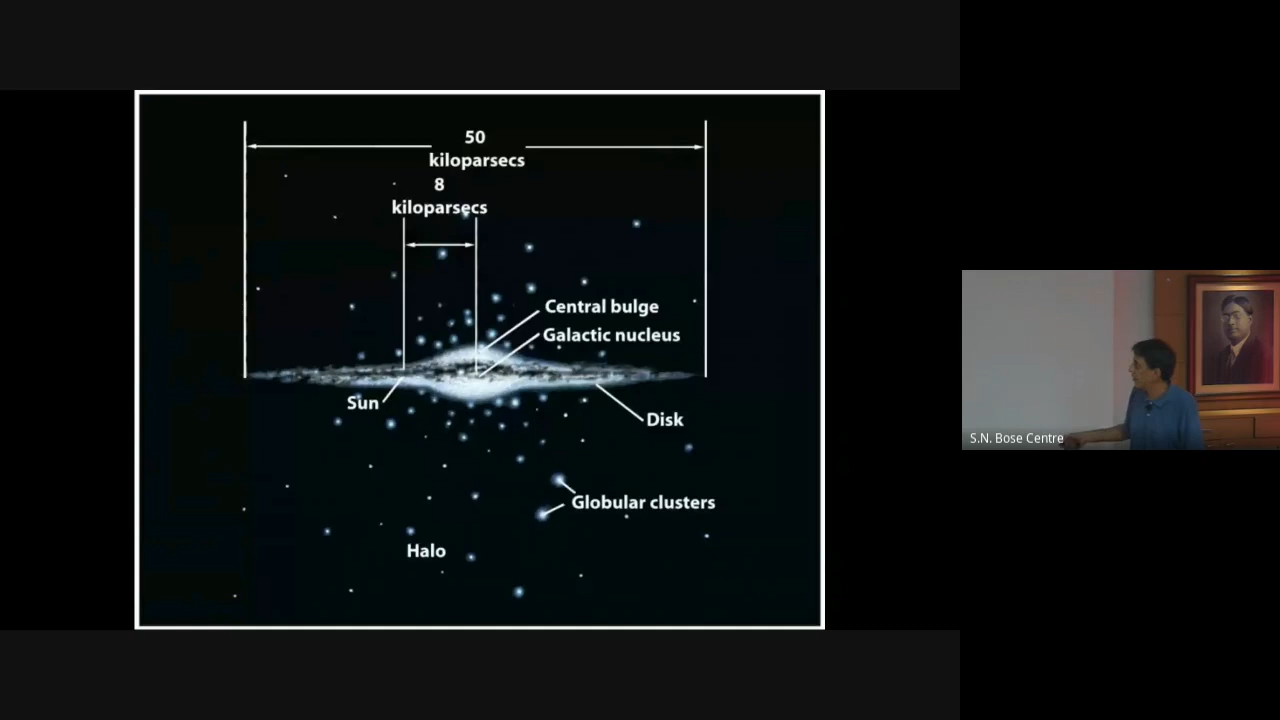 50
kiloparsecs
8
kiloparsecs
Central bulge
Galactic nucleus
Sun
Disk
Globular clusters
Halo
S.N. Bose Centre